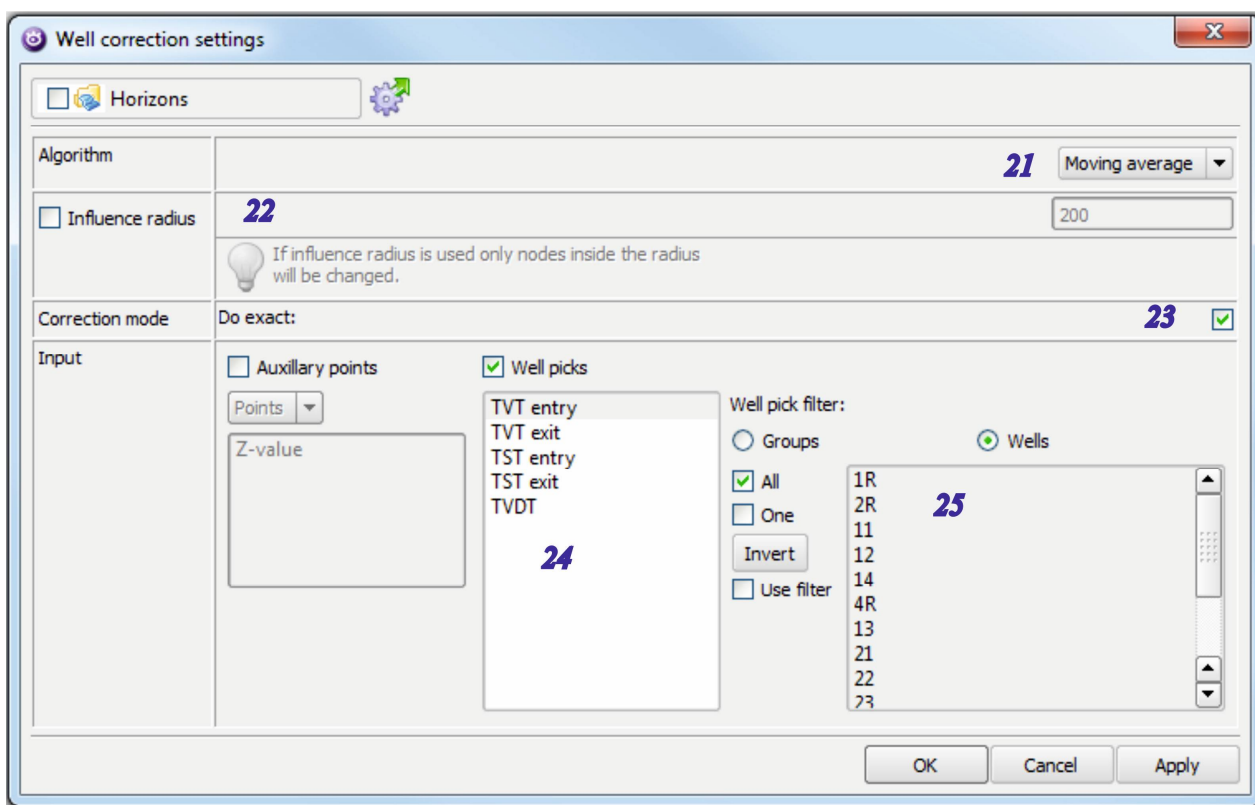 Well correction settings
Horizons
Algorithm
21
Moving average
Influence radius
22
200
If influence radius is used only nodes inside the radius
will be changed.
Correction mode
Do exact:
23
Input
Auxillary points
Well picks
Points
Z-value
TVT entry
TVT exit
TST entry
TST exit
TVDT
24
Well pick filter:
Groups
Wells
All
One
Invert
Use filter
1R
2R
11
12
14
4R
13
21
22
23
25
OK
Cancel
Apply